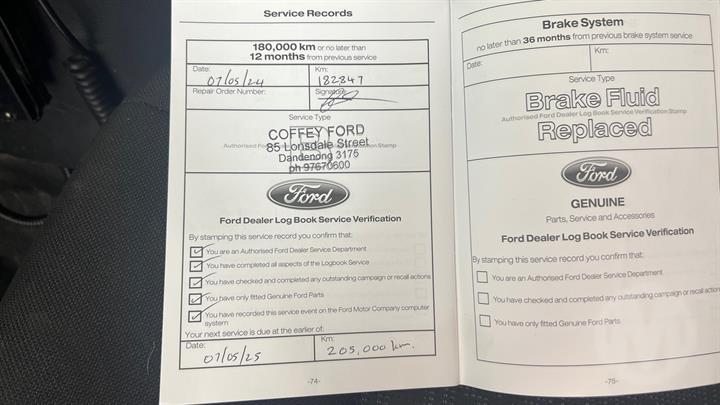 Service Records
180,000 km or no later than
12 months from previous service
Date:
07/05/24
Km:
182847
Repair Order Number:
Signature:
Service Type
COFFEY FORD
Authorised Fo
85 Lonsdale Street
ion Stamp
Dandenong 3175
ph 97670600
Ford
Ford Dealer Log Book Service Verification
By stamping this service record you confirm that:
You are an Authorised Ford Dealer Service Department
You have completed all aspects of the Logbook Service
You have checked and completed any outstanding campaign or recall actions
You have only fitted Genuine Ford Parts
You have recorded this service event on the Ford Motor Company computer
system
Your next service is due at the earlier of:
Date:
07/05/25
Km:
205,000 km.
-74-
Brake System
no later than 36 months from previous brake system service
Date:
Km:
Service Type
Brake Fluid
Authorised Ford Dealer Log Book Service Verification Stamp
Replaced
Ford
GENUINE
Parts, Service and Accessories
Ford Dealer Log Book Service Verification
By stamping this service record you confirm that:
You are an Authorised Ford Dealer Service Department
You have checked and completed any outstanding campaign or recall action
You have only fitted Genuine Ford Parts
-75-